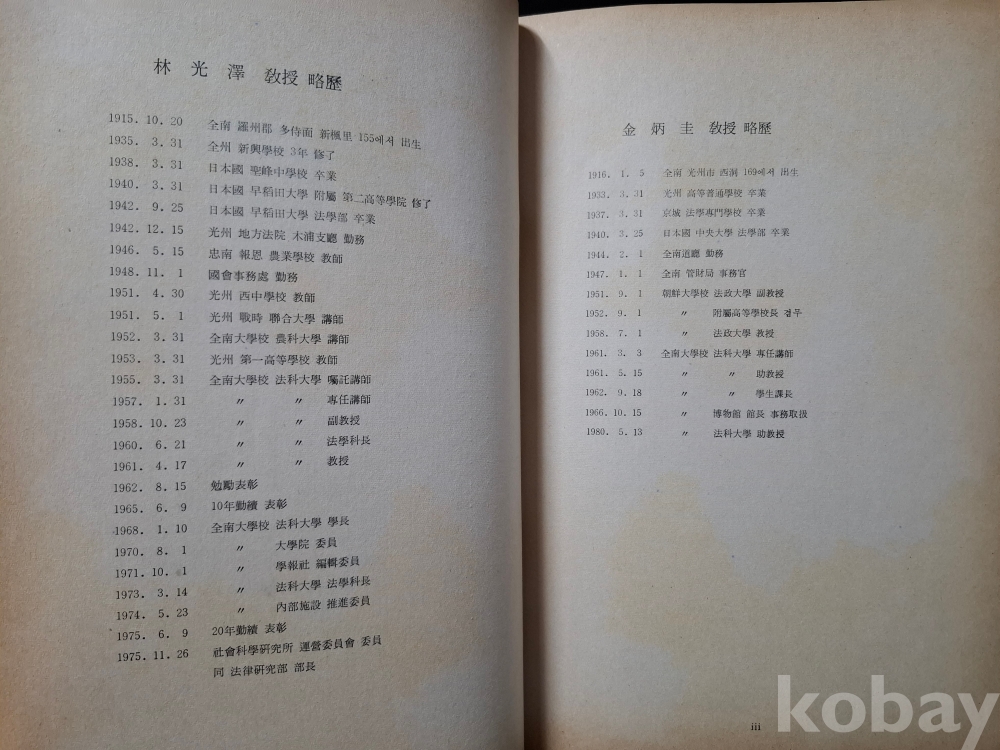 林 光 澤 敎授 略歷
1915. 10. 20 全南 羅州郡 多侍面 新楓里 155에서 出生
1935. 3. 31 全州 新興學校 3年 修了
1938. 3. 31 日本國 聖峰中學校 卒業
1940. 3. 31 日本國 早稻田大學 附屬 第二高等學院 修了
1942. 9. 25 日本國 早稻田大學 法學部 卒業
1942. 12. 15 光州 地方法院 木浦支廳 勤務
1946. 5. 15 忠南 報恩 農業學校 敎師
1948. 11. 1 國會事務處 勤務
1951. 4. 30 光州 西中學校 敎師
1951. 5. 1 光州 戰時 聯合大學 講師
1952. 3. 31 全南大學校 農科大學 講師
1953. 3. 31 光州 第一高等學校 敎師
1955. 3. 31 全南大學校 法科大學 囑託講師
1957. 1. 31 〃 〃 專任講師
1958. 10. 23 〃 〃 副敎授
1960. 6. 21 〃 〃 法學科長
1961. 4. 17 〃 〃 敎授
1962. 8. 15 勉勵表彰
1965. 6. 9 10年勤續 表彰
1968. 1. 10 全南大學校 法科大學 學長
1970. 8. 1 〃 大學院 委員
1971. 10. 1 〃 學報社 編輯委員
1973. 3. 14 〃 法科大學 法學科長
1974. 5. 23 〃 內部施設 推進委員
1975. 6. 9 20年勤續 表彰
1975. 11. 26 社會科學硏究所 運營委員會 委員
同 法律硏究部 部長
金 炳 圭 敎授 略歷
1916. 1. 5 全南 光州市 西洞 169에서 出生
1933. 3. 31 光州 高等普通學校 卒業
1937. 3. 31 京城 法學專門學校 卒業
1940. 3. 25 日本國 中央大學 法學部 卒業
1944. 2. 1 全南道廳 勤務
1947. 1. 1 全南 管財局 事務官
1951. 9. 1 朝鮮大學校 法政大學 副敎授
1952. 9. 1 〃 附屬高等學校長 겸무
1958. 7. 1 〃 法政大學 敎授
1961. 3. 3 全南大學校 法科大學 專任講師
1961. 5. 15 〃 〃 助敎授
1962. 9. 18 〃 〃 學生課長
1966. 10. 15 〃 博物館 館長 事務取扱
1980. 5. 13 〃 法科大學 助敎授
iii
kobay